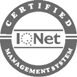 CERTIFIED
IQNet
MANAGEMENT SYSTEM